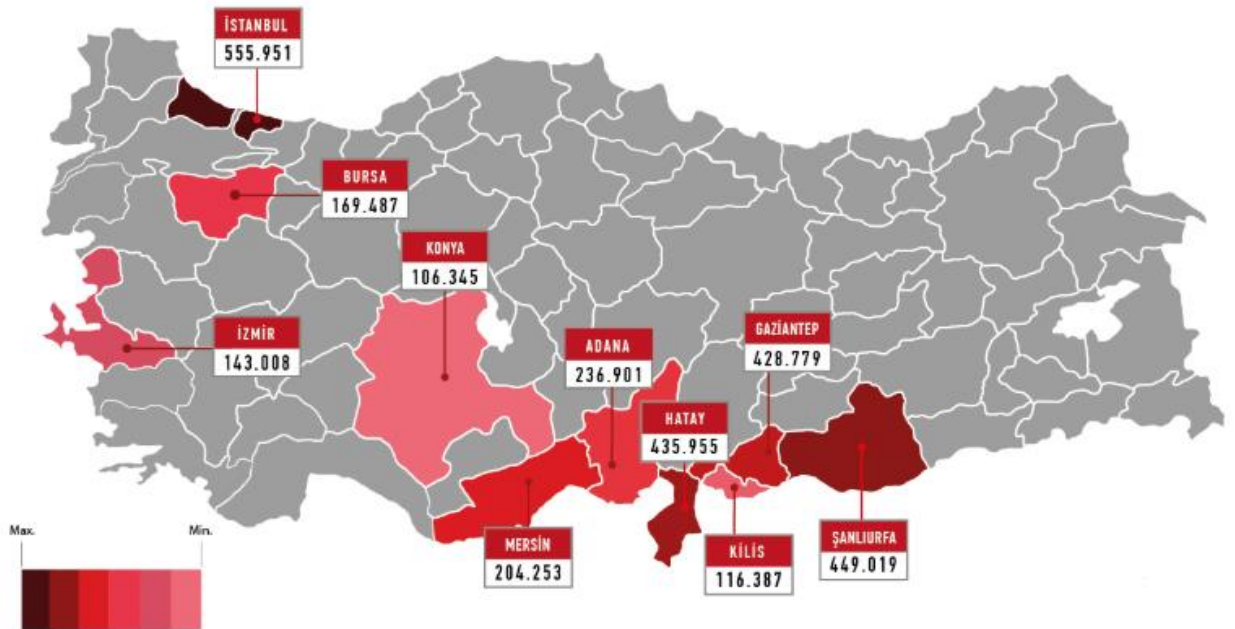 İSTANBUL
555.951
BURSA
169.487
KONYA
106.345
İZMİR
143.008
ADANA
236.901
GAZİANTEP
428.779
HATAY
435.955
MERSİN
204.253
KİLİS
116.387
ŞANLIURFA
449.019
Max.
Min.